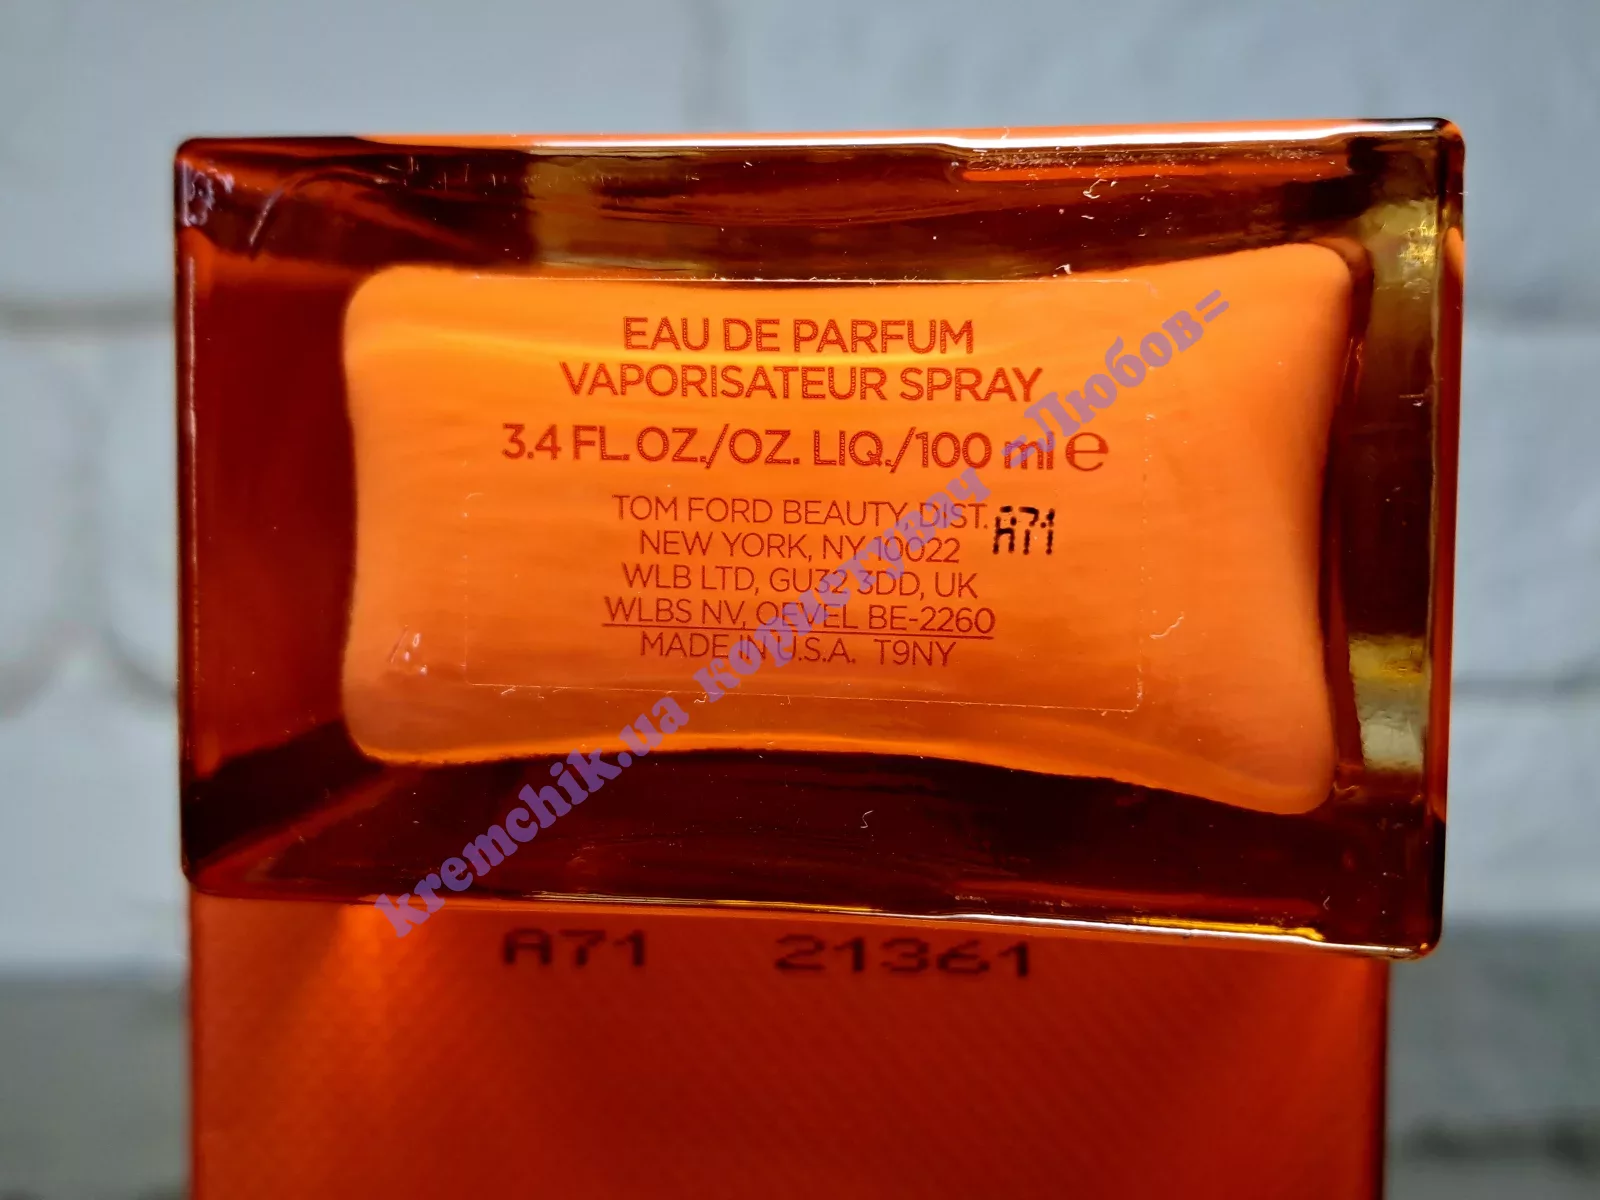 EAU DE PARFUM
VAPORISATEUR SPRAY
3.4 FL.OZ./OZ. LIQ./100 ml e
TOM FORD BEAUTY DIST.
NEW YORK, NY 10022
A71
WLB LTD, GU32 3DD, UK
WLBS NV, OEVEL BE-2260
MADE IN U.S.A. T9NY
kremchik.ua користувач =Любов=
A71 21361